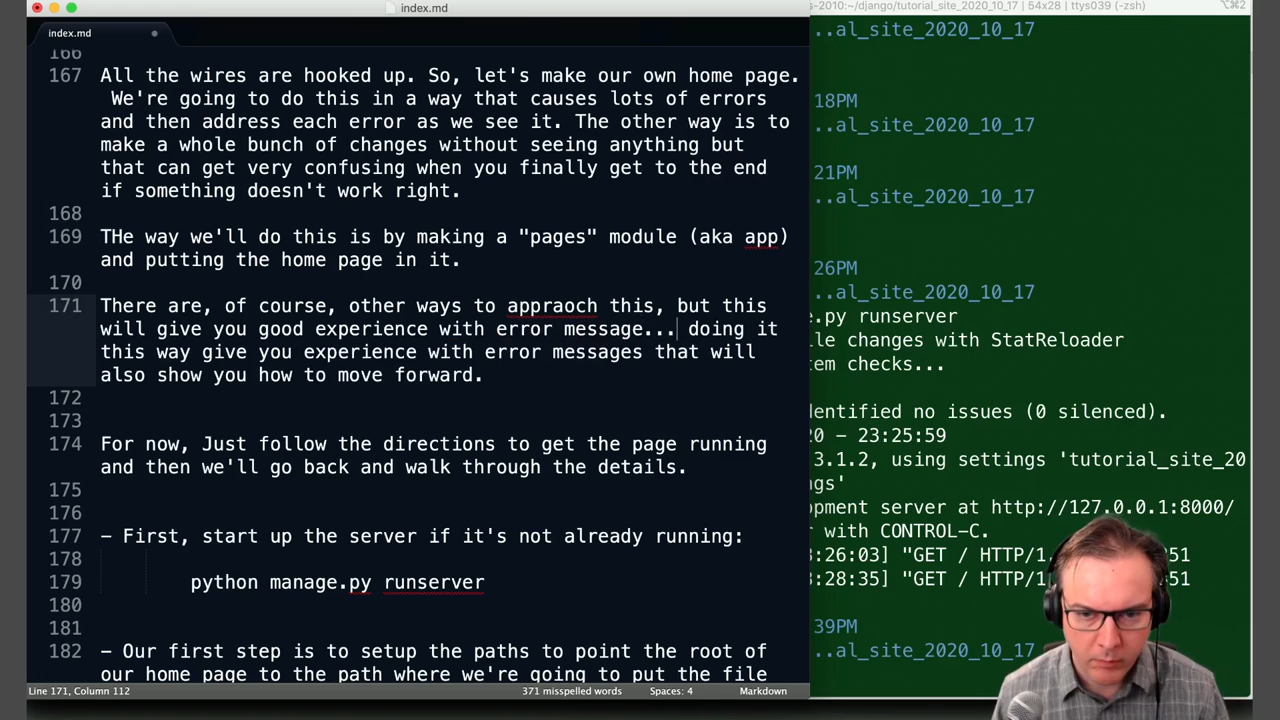 index.md
s-2010:~/django/tutorial_site_2020_10_17 | 54x28 | ttys039 (-zsh)
⌥⌘2
index.md
166
167 All the wires are hooked up. So, let's make our own home page.
We're going to do this in a way that causes lots of errors
and then address each error as we see it. The other way is to
make a whole bunch of changes without seeing anything but
that can get very confusing when you finally get to the end
if something doesn't work right.
168
169 THe way we'll do this is by making a "pages" module (aka app)
and putting the home page in it.
170
171 There are, of course, other ways to appraoch this, but this
will give you good experience with error message... doing it
this way give you experience with error messages that will
also show you how to move forward.
172
173
174 For now, Just follow the directions to get the page running
and then we'll go back and walk through the details.
175
176
177 - First, start up the server if it's not already running:
178
179 python manage.py runserver
180
181
182 - Our first step is to setup the paths to point the root of
our home page to the path where we're going to put the file
Line 171, Column 112
371 misspelled words
Spaces: 4
Markdown
..al_site_2020_10_17
18PM
..al_site_2020_10_17
21PM
..al_site_2020_10_17
26PM
..al_site_2020_10_17
e.py runserver
le changes with StatReloader
tem checks...
dentified no issues (0 silenced).
20 - 23:25:59
3.1.2, using settings 'tutorial_site_20
ngs'
opment server at http://127.0.0.1:8000/
r with CONTROL-C.
3:26:03] "GET / HTTP/1. 51
3:28:35] "GET / HTTP/1. 51
39PM
..al_site_2020_10_17